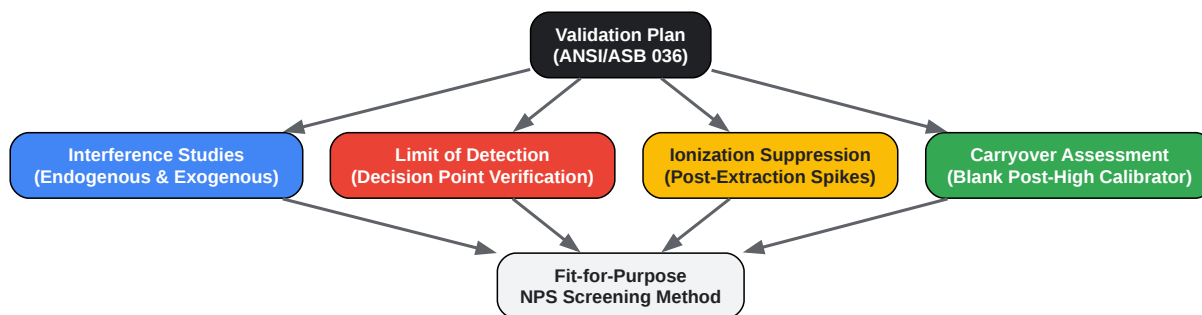 Validation Plan
(ANSI/ASB 036)
Interference Studies
(Endogenous & Exogenous)
Limit of Detection
(Decision Point Verification)
Ionization Suppression
(Post-Extraction Spikes)
Carryover Assessment
(Blank Post-High Calibrator)
Fit-for-Purpose
NPS Screening Method